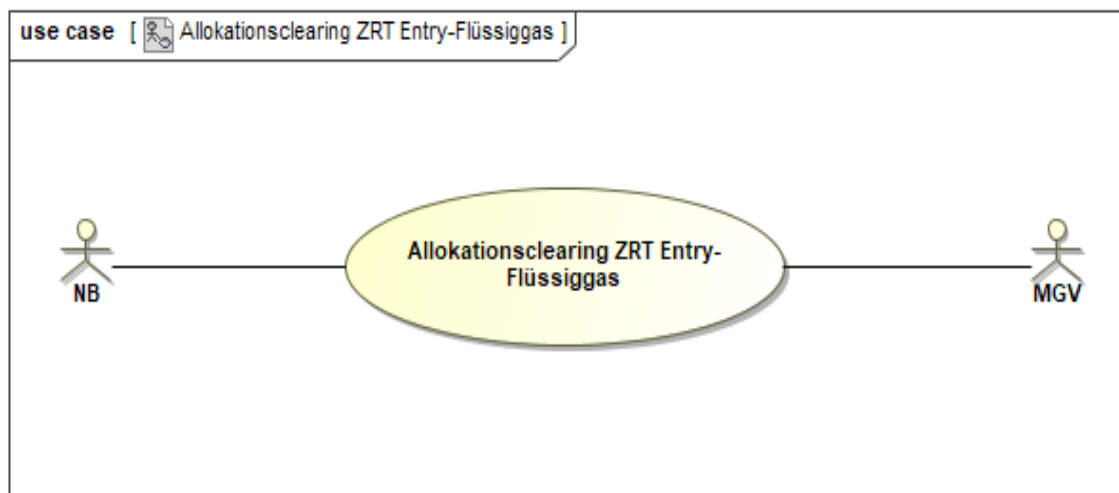 use case [ Allokationsclearing ZRT Entry-Flüssiggas ]
Allokationsclearing ZRT Entry-
Flüssiggas
NB
MGV